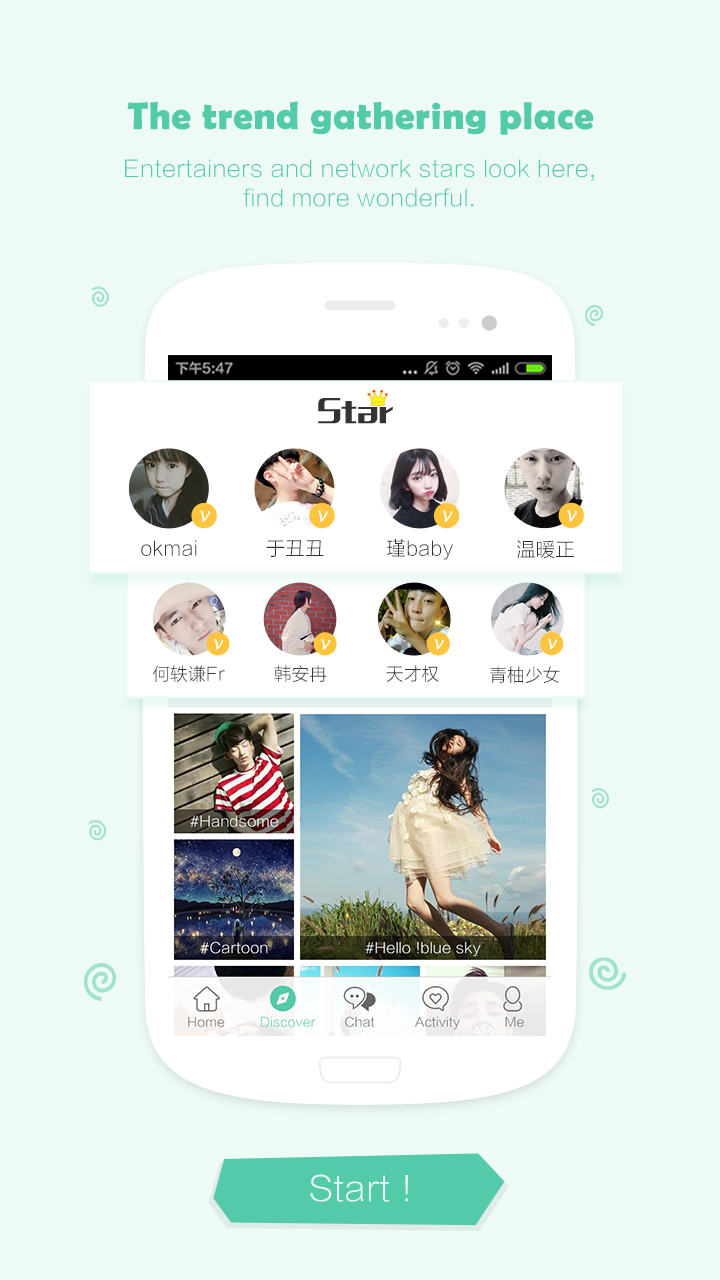 The trend gathering place
Entertainers and network stars look here,
find more wonderful.
下午5:47
Star
okmai
于丑丑
瑾baby
温暖正
何轶谦Fr
韩安冉
天才权
青柚少女
#Handsome
#Cartoon
#Hello !blue sky
Home
Discover
Chat
Activity
Me
Start !